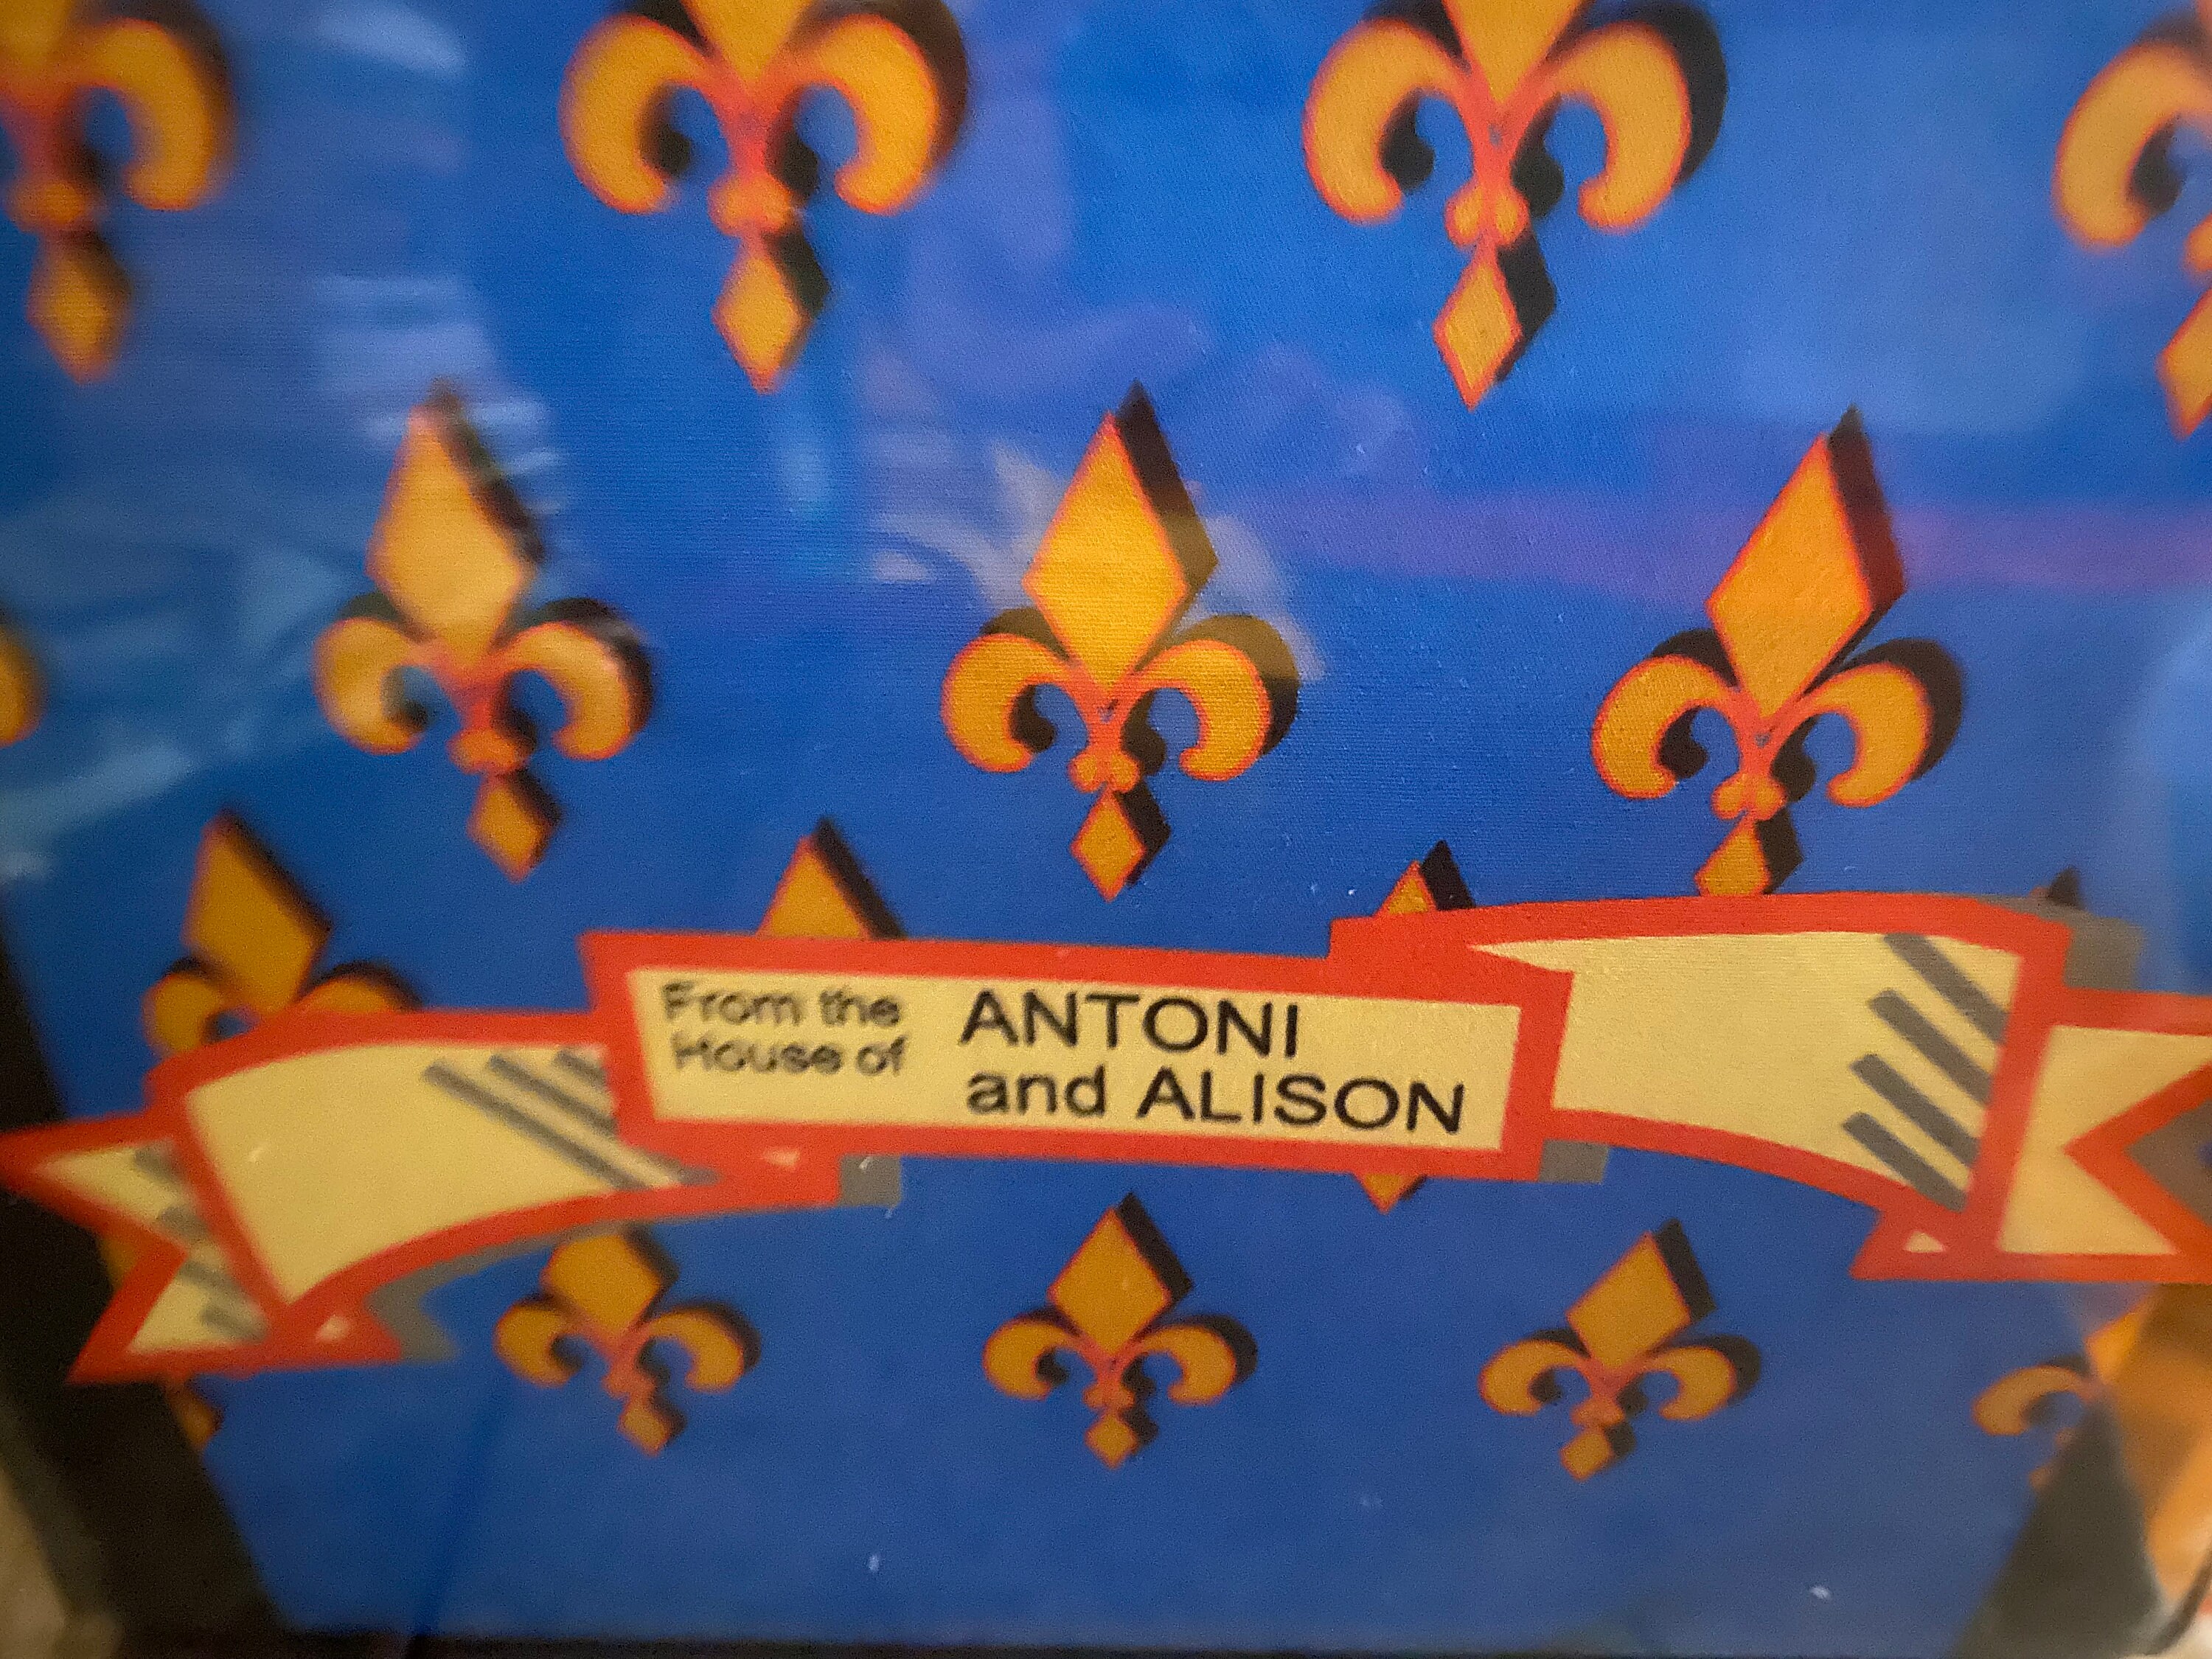 From the
House of
ANTONI
and ALISON